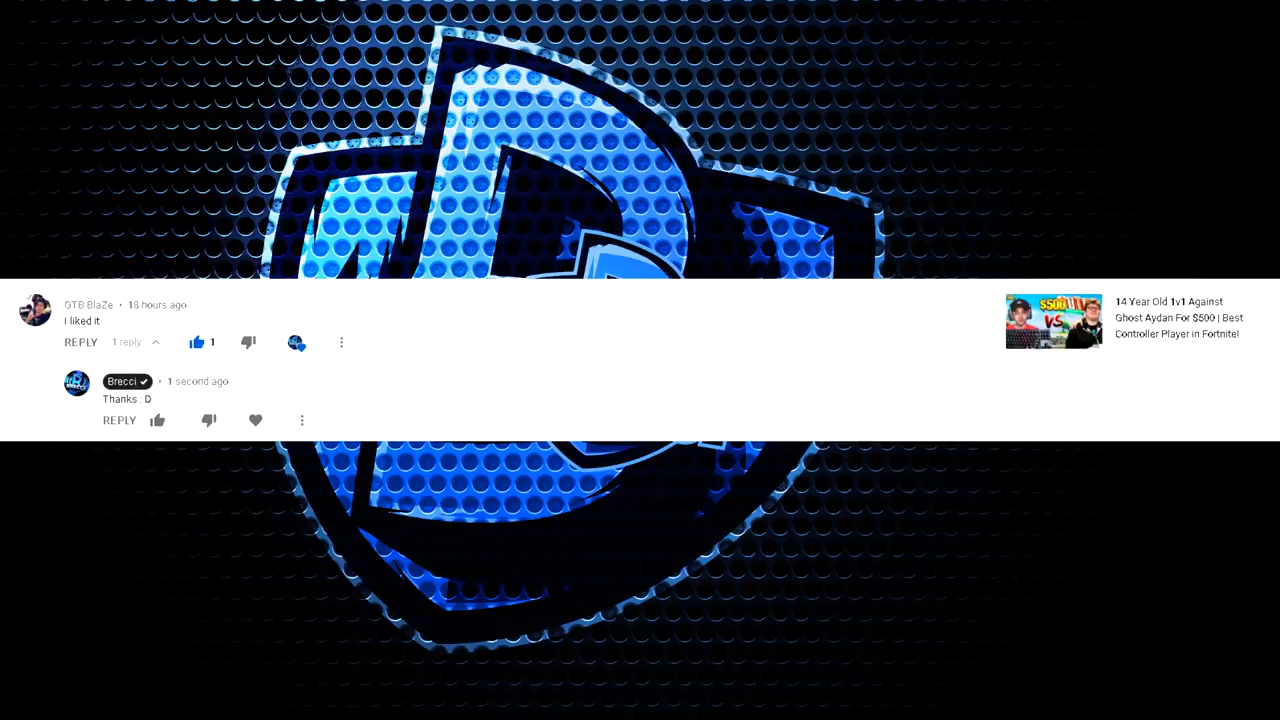 GTB BlaZe • 18 hours ago
I liked it
REPLY 1 reply 1
Brecci • 1 second ago
Thanks : D
REPLY
$500
VS
14 Year Old 1v1 Against
Ghost Aydan For $500 | Best
Controller Player in Fortnite!